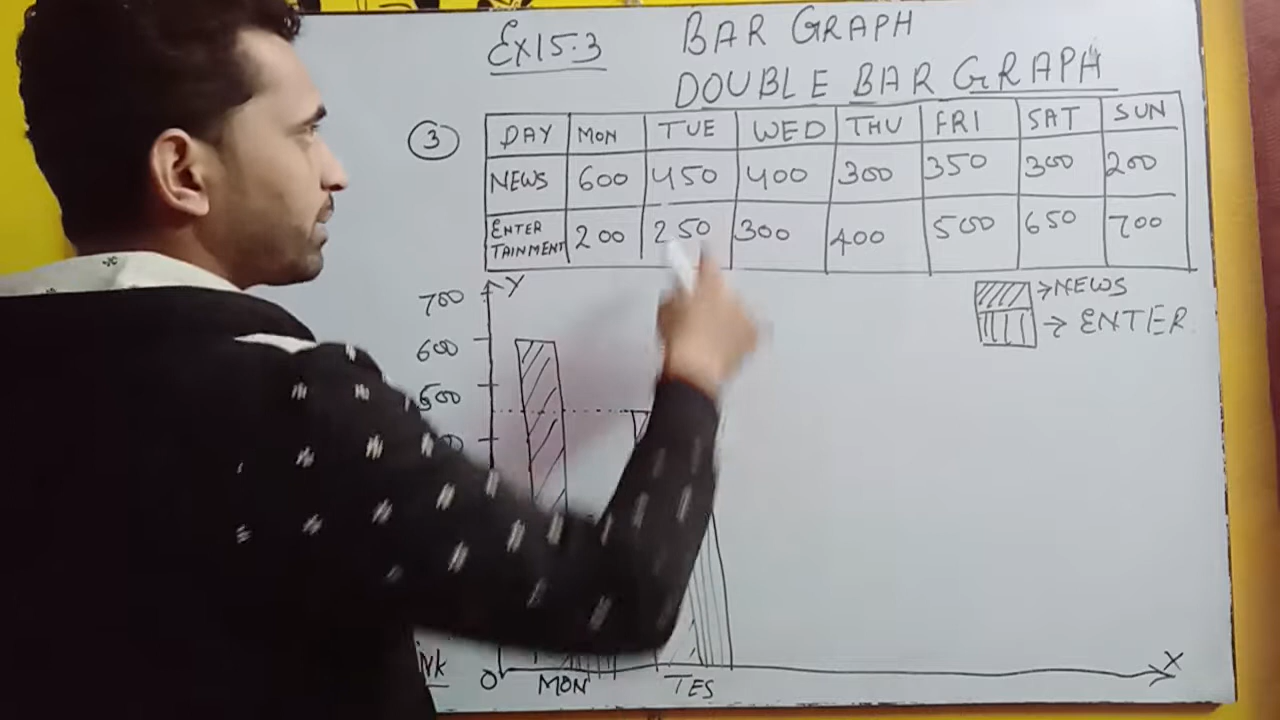 EX15.3 BAR GRAPH
DOUBLE BAR GRAPH
3
DAY MON TUE WED THU FRI SAT SUN
NEWS 600 450 400 300 350 300 200
ENTER TAINMENT 200 250 300 400 500 650 700
Y
→NEWS
→ENTER
700
600
500
0 X
MON TES